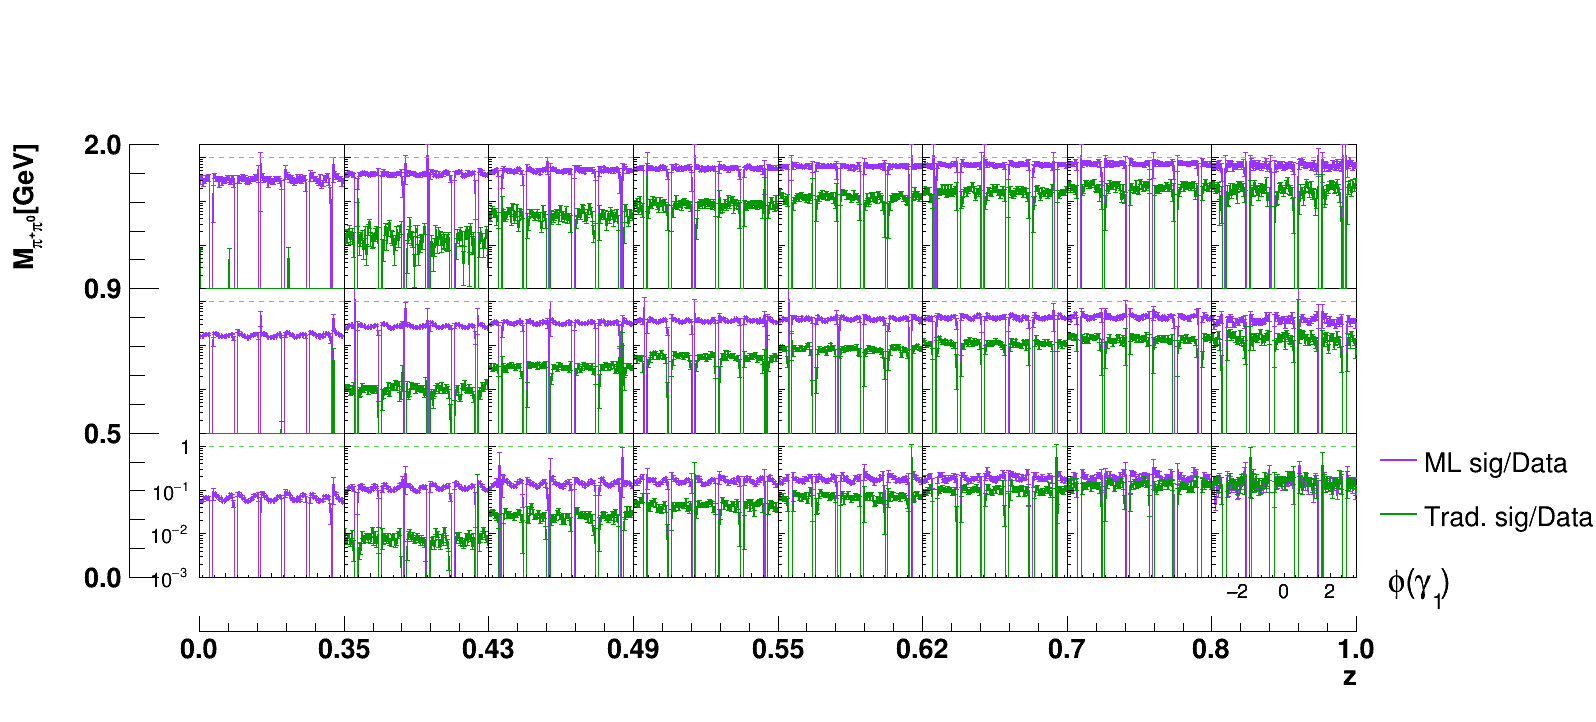 M π⁺π⁰ [GeV]
2.0
0.9
0.5
0.0
1
10⁻¹
10⁻²
10⁻³
ML sig/Data
Trad. sig/Data
−2 0 2
ϕ(γ₁)
0.0 0.35 0.43 0.49 0.55 0.62 0.7 0.8 1.0
z